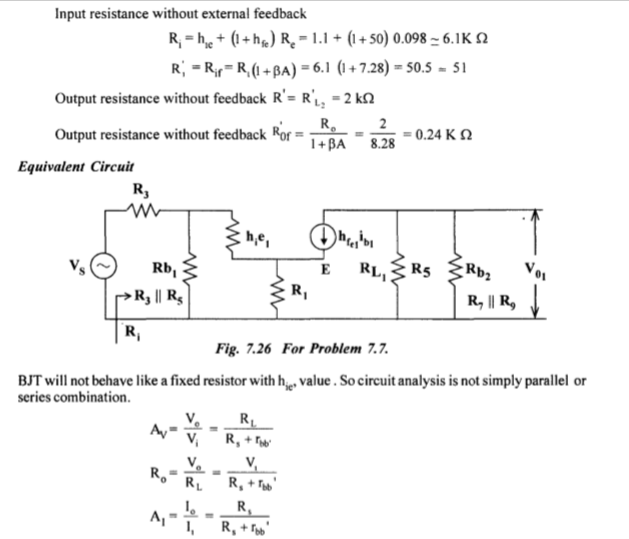 Input resistance without external feedback
R_i = h_ie + (1 + h_fe) R_e = 1.1 + (1 + 50) 0.098 ≃ 6.1K Ω
R'_i = R_if = R_i (1 + βA) = 6.1 (1 + 7.28) = 50.5 ≈ 51
Output resistance without feedback R' = R'_L2 = 2 kΩ
Output resistance without feedback R'_of = R_o / (1 + βA) = 2 / 8.28 = 0.24 K Ω
Equivalent Circuit
R_3
h_ie_1
h_fe1 i_b1
V_s
Rb_1
E
R_L1
R5
Rb_2
V_01
R_3 || R_5
R_1
R_7 || R_9
R_i
Fig. 7.26 For Problem 7.7.
BJT will not behave like a fixed resistor with h_ie, value . So circuit analysis is not simply parallel or
series combination.
A_V = V_o / V_i = R_L / (R_s + r_bb')
R_o = V_o / R_L = V_i / (R_s + r_bb')
A_I = I_o / I_i = R_s / (R_s + r_bb')